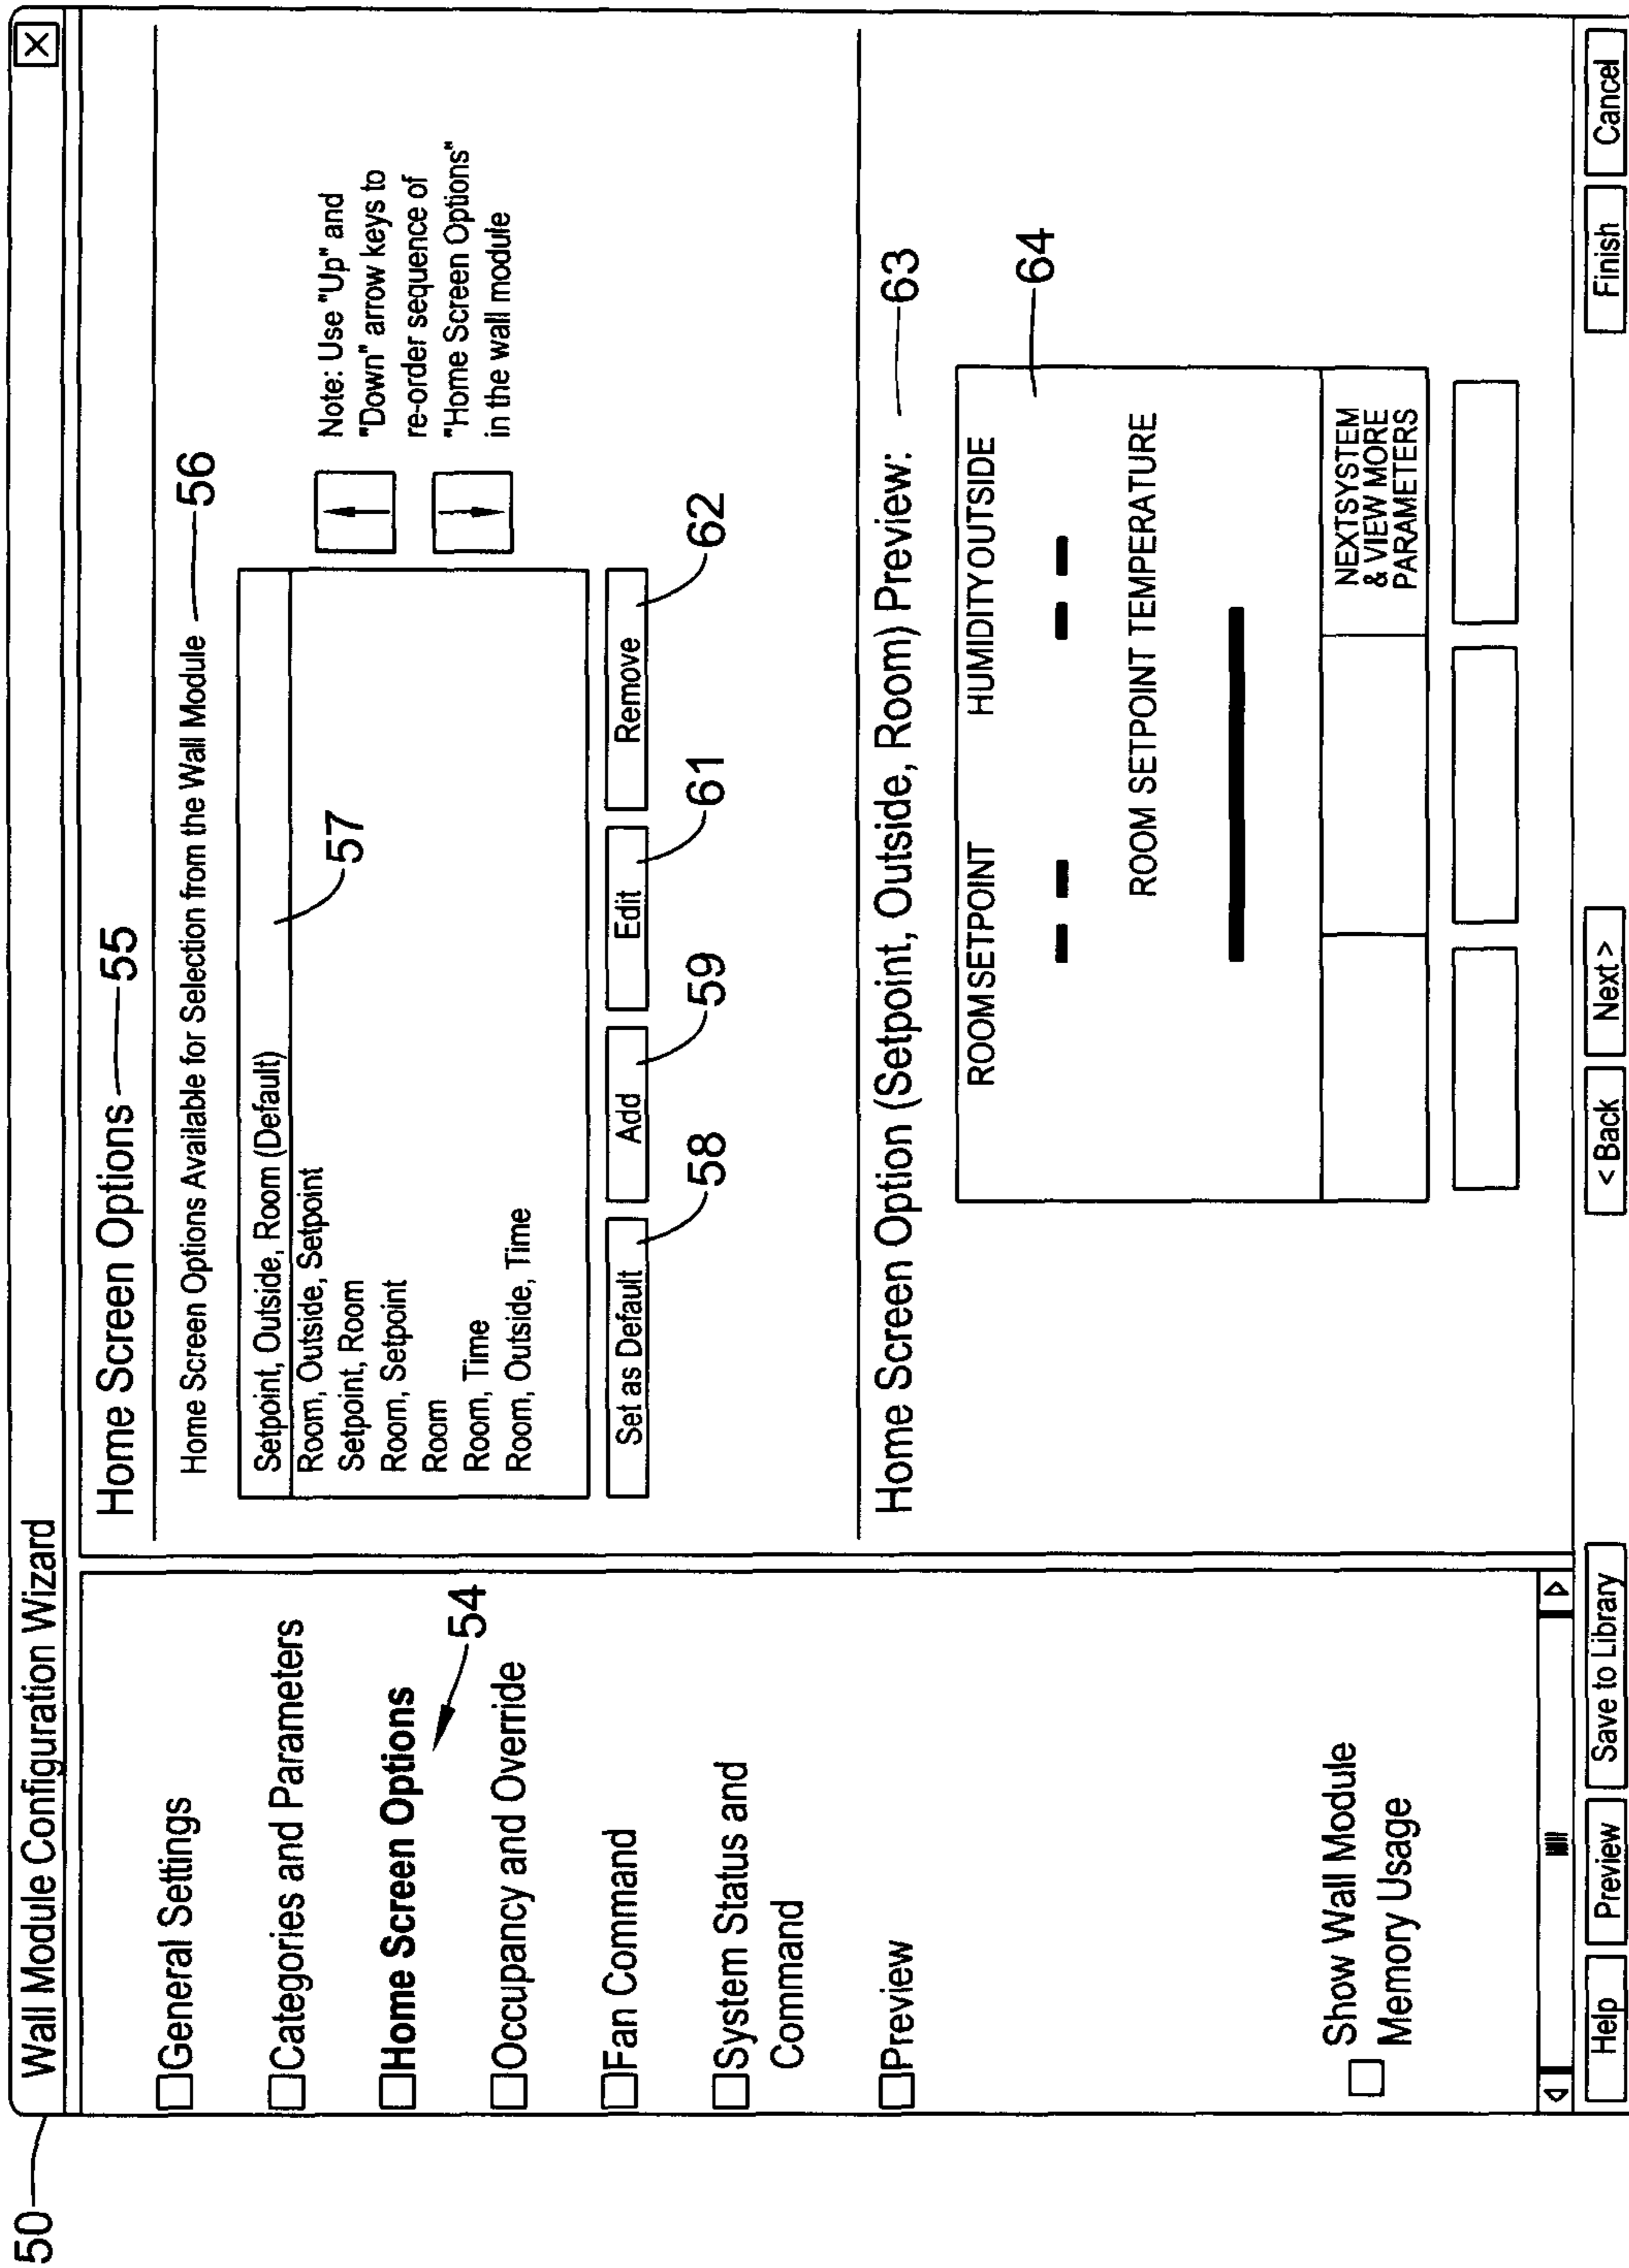 50
Wall Module Configuration Wizard
X
General Settings
Categories and Parameters
Home Screen Options
54
Occupancy and Override
Fan Command
System Status and
Command
Preview
Show Wall Module
Memory Usage
Home Screen Options 55
Home Screen Options Available for Selection from the Wall Module 56
Setpoint, Outside, Room (Default)
57
Room, Outside, Setpoint
Setpoint, Room
Room, Setpoint
Room
Room, Time
Room, Outside, Time
Note: Use "Up" and
"Down" arrow keys to
re-order sequence of
"Home Screen Options"
in the wall module
Set as Default Add Edit Remove
58 59 61 62
Home Screen Option (Setpoint, Outside, Room) Preview: 63
ROOMSETPOINT HUMIDITYOUTSIDE
64
ROOM SETPOINT TEMPERATURE
NEXTSYSTEM
& VIEW MORE
PARAMETERS
Help Preview Save to Library < Back Next > Finish Cancel